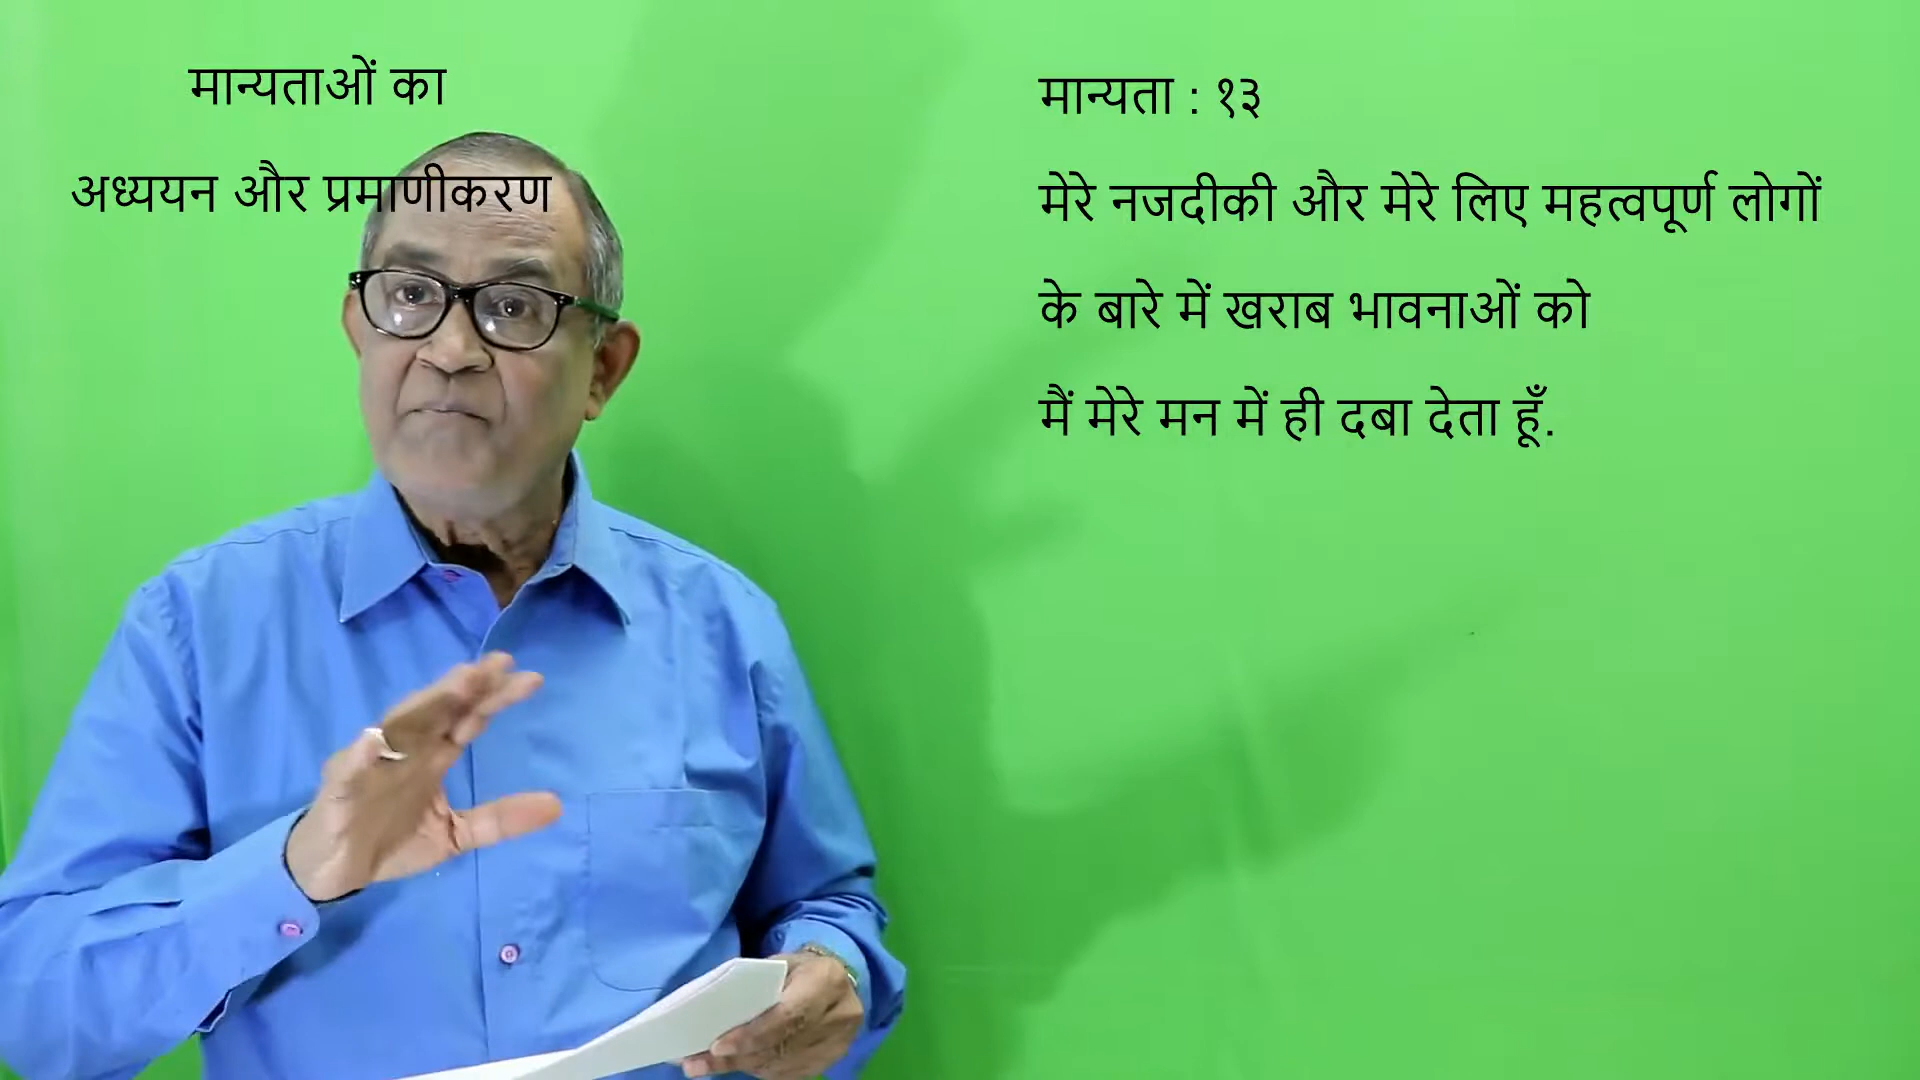 मान्यताओं का
अध्ययन और प्रमाणीकरण
मान्यता : १३
मेरे नजदीकी और मेरे लिए महत्वपूर्ण लोगों
के बारे में खराब भावनाओं को
मैं मेरे मन में ही दबा देता हूँ.